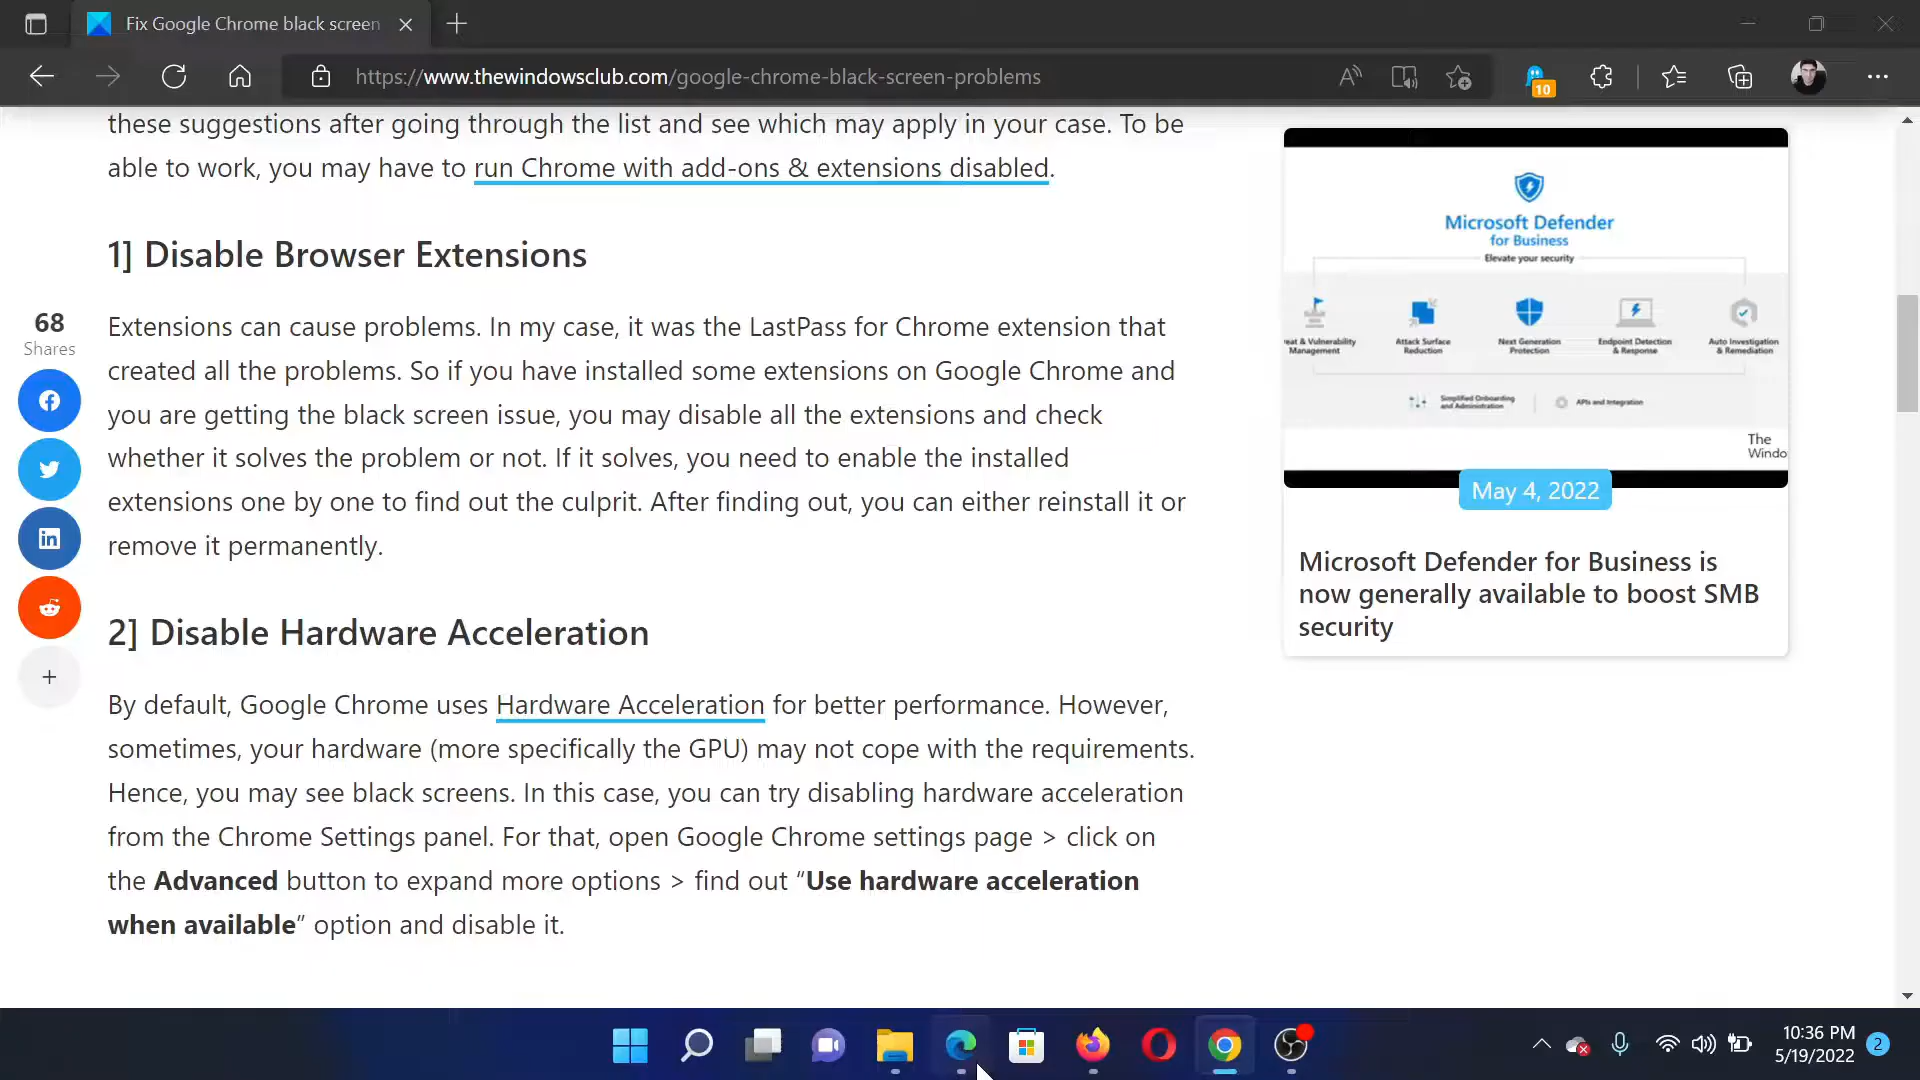 Fix Google Chrome black screen
https://www.thewindowsclub.com/google-chrome-black-screen-problems
10
these suggestions after going through the list and see which may apply in your case. To be
able to work, you may have to run Chrome with add-ons & extensions disabled.
1] Disable Browser Extensions
Extensions can cause problems. In my case, it was the LastPass for Chrome extension that
created all the problems. So if you have installed some extensions on Google Chrome and
you are getting the black screen issue, you may disable all the extensions and check
whether it solves the problem or not. If it solves, you need to enable the installed
extensions one by one to find out the culprit. After finding out, you can either reinstall it or
remove it permanently.
2] Disable Hardware Acceleration
By default, Google Chrome uses Hardware Acceleration for better performance. However,
sometimes, your hardware (more specifically the GPU) may not cope with the requirements.
Hence, you may see black screens. In this case, you can try disabling hardware acceleration
from the Chrome Settings panel. For that, open Google Chrome settings page > click on
the Advanced button to expand more options > find out “Use hardware acceleration
when available” option and disable it.
68
Shares
Microsoft Defender
for Business
Elevate your security
eat & Vulnerability
Management
Attack Surface
Reduction
Next Generation
Protection
Endpoint Detection
& Response
Auto Investigation
& Remediation
Simplified Onboarding
and Administration
APIs and Integration
The
Windo
May 4, 2022
Microsoft Defender for Business is
now generally available to boost SMB
security
10:36 PM
5/19/2022
2